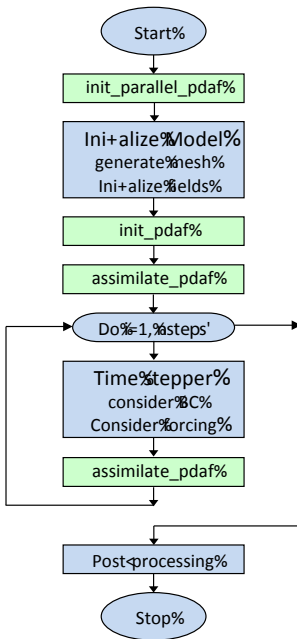 Start%
init_parallel_pdaf%
Ini+alize%Model%
generate%mesh%
Ini+alize%fields%
init_pdaf%
assimilate_pdaf%
Do%i=1,%nsteps'
Time%stepper%
consider%BC%
Consider%forcing%
assimilate_pdaf%
Post<processing%
Stop%